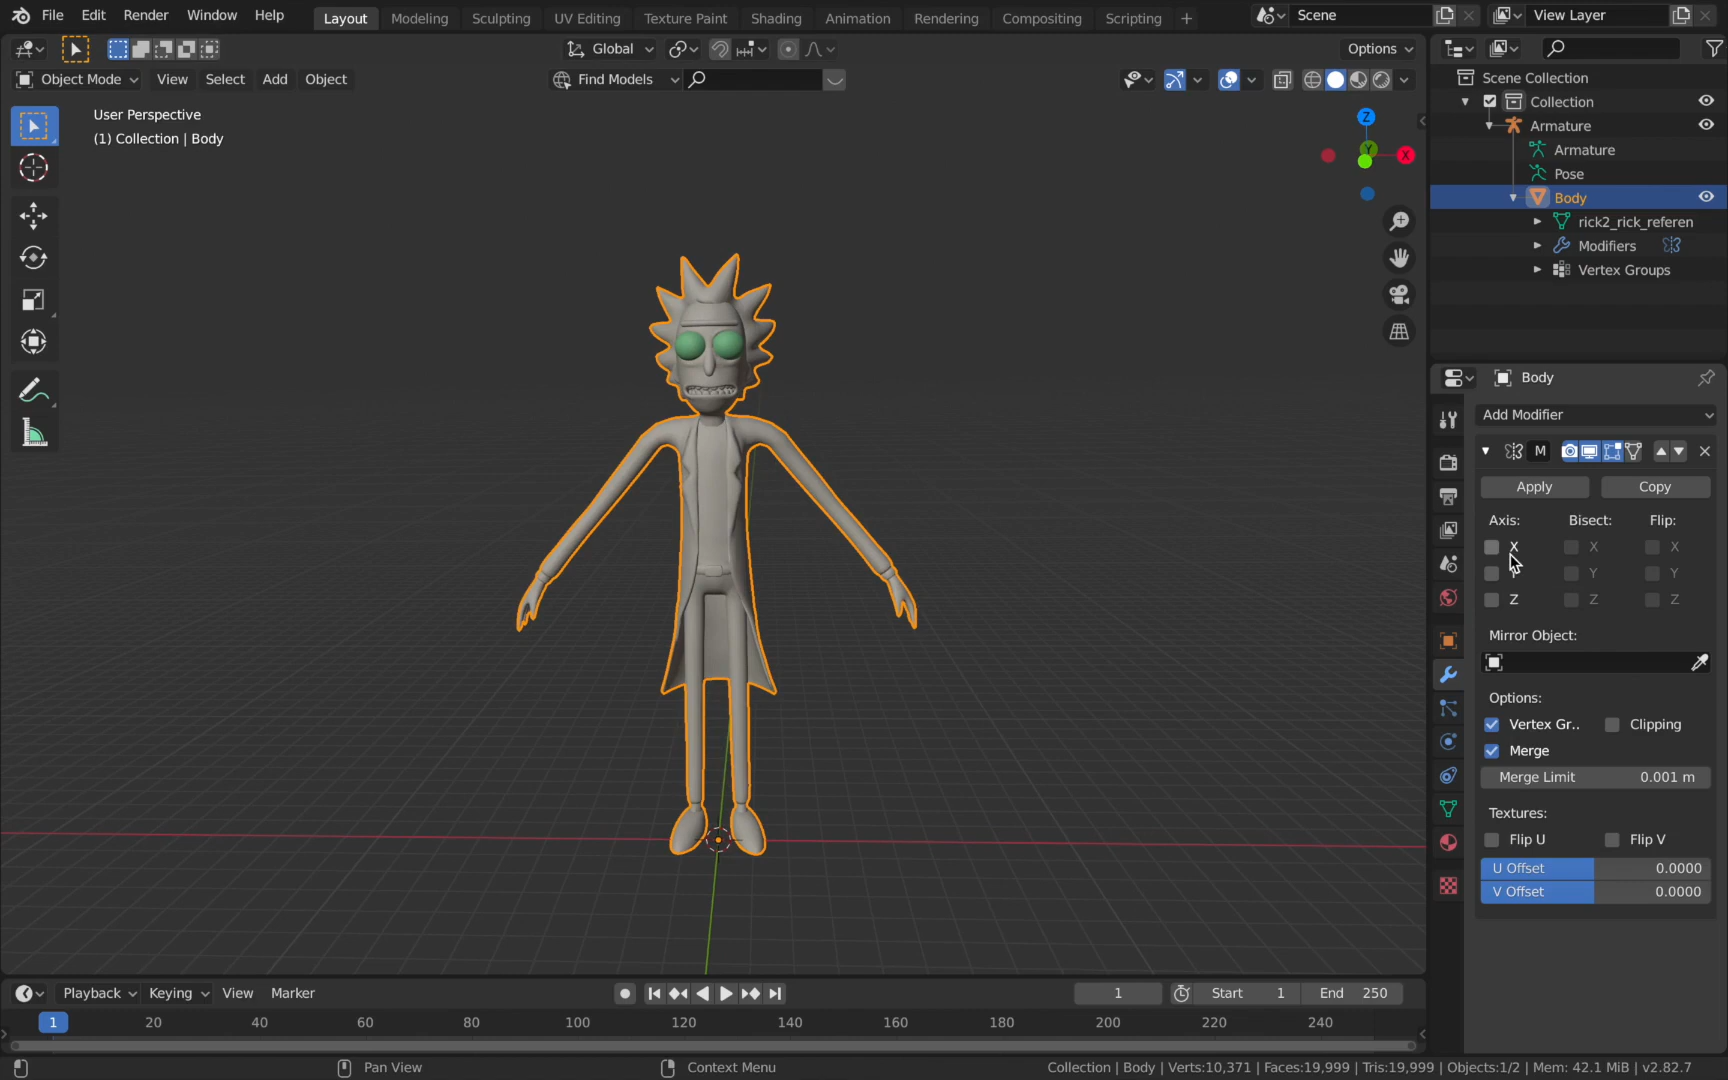 File Edit Render Window Help Layout Modeling Sculpting UV Editing Texture Paint Shading Animation Rendering Compositing Scripting + Scene View Layer
Global Options
Object Mode View Select Add Object Find Models
User Perspective
(1) Collection | Body
Z
Y
X
Scene Collection
Collection
Armature
Armature
Pose
Body
rick2_rick_referen
Modifiers
Vertex Groups
Body
Add Modifier
M
Apply Copy
Axis: Bisect: Flip:
X X X
Y Y Y
Z Z Z
Mirror Object:
Options:
Vertex Gr.. Clipping
Merge
Merge Limit 0.001 m
Textures:
Flip U Flip V
U Offset 0.0000
V Offset 0.0000
Playback Keying View Marker 1 Start 1 End 250
1 20 40 60 80 100 120 140 160 180 200 220 240
Pan View Context Menu Collection | Body | Verts:10,371 | Faces:19,999 | Tris:19,999 | Objects:1/2 | Mem: 42.1 MiB | v2.82.7